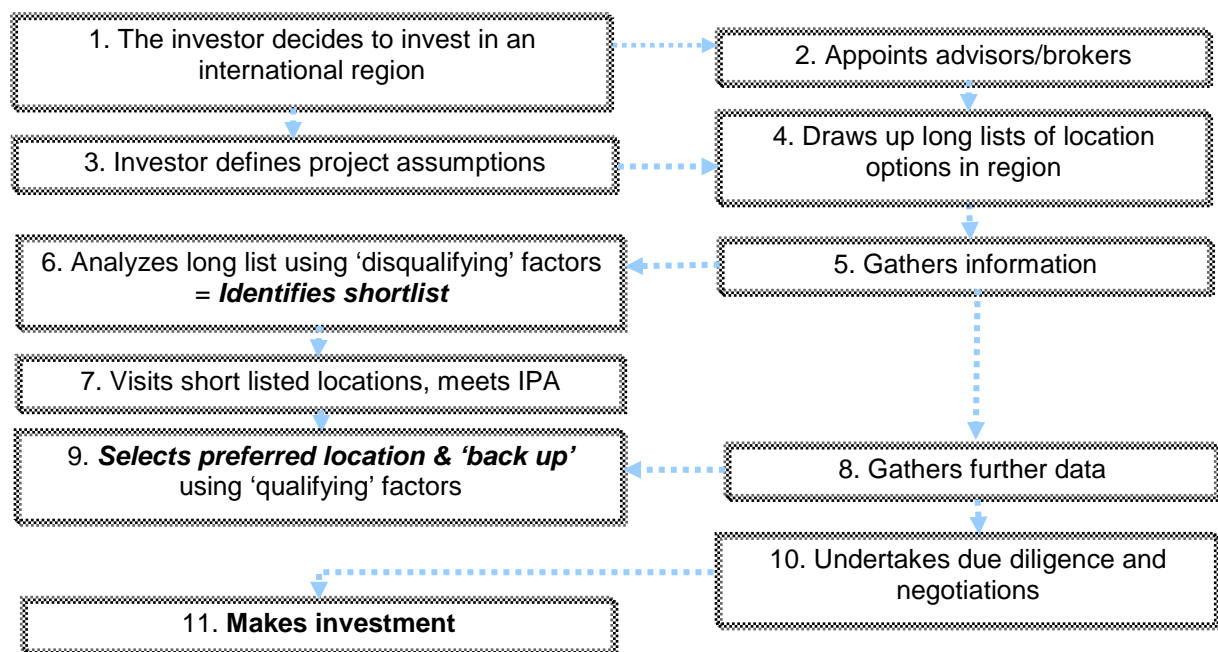 1. The investor decides to invest in an
international region
2. Appoints advisors/brokers
3. Investor defines project assumptions
4. Draws up long lists of location
options in region
5. Gathers information
6. Analyzes long list using ‘disqualifying’ factors
= Identifies shortlist
7. Visits short listed locations, meets IPA
8. Gathers further data
9. Selects preferred location & ‘back up’
using ‘qualifying’ factors
10. Undertakes due diligence and
negotiations
11. Makes investment